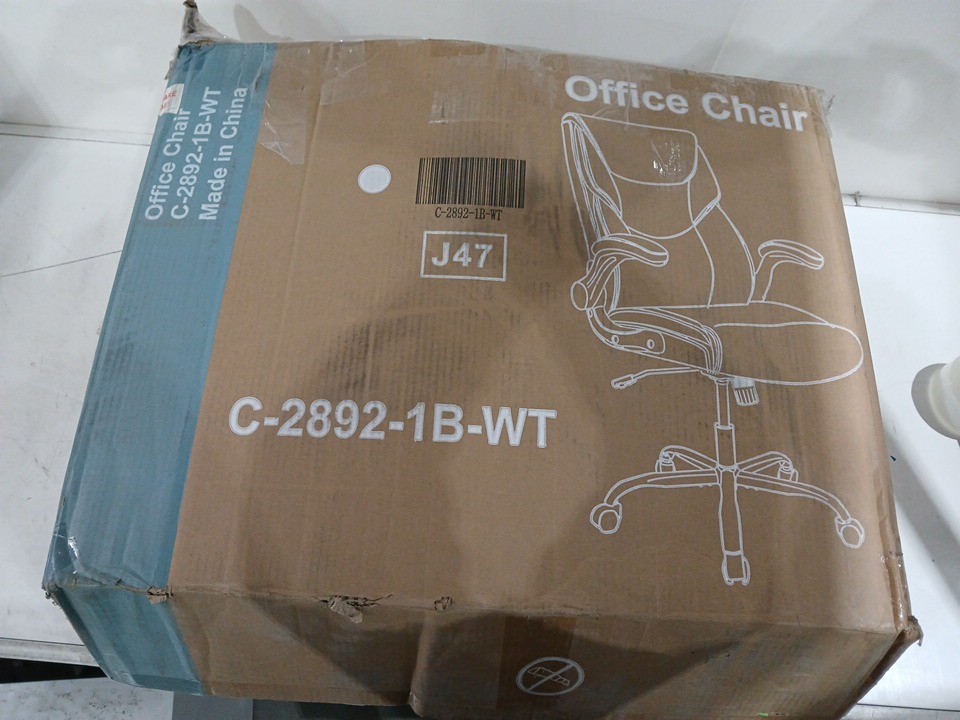 Office Chair
C-2892-1B-WT
Made in China
Office Chair
C-2892-1B-WT
J47
C-2892-1B-WT